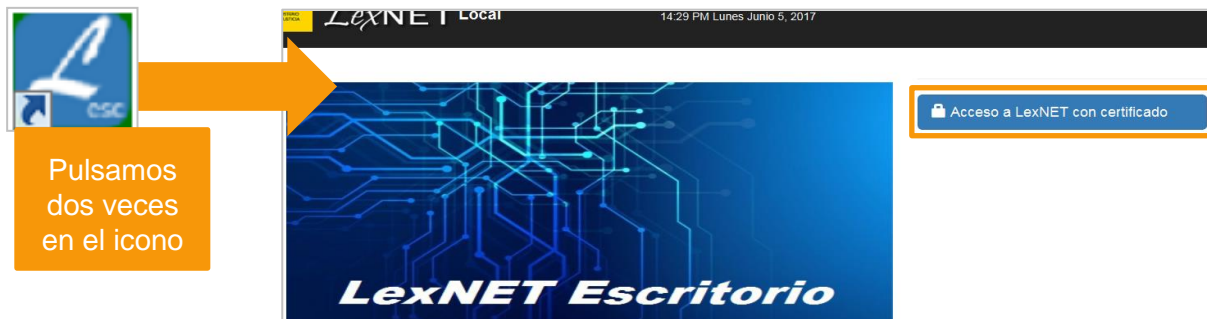 LexNET Local
14:29 PM Lunes Junio 5, 2017
esc
Acceso a LexNET con certificado
Pulsamos
dos veces
en el icono
LexNET Escritorio